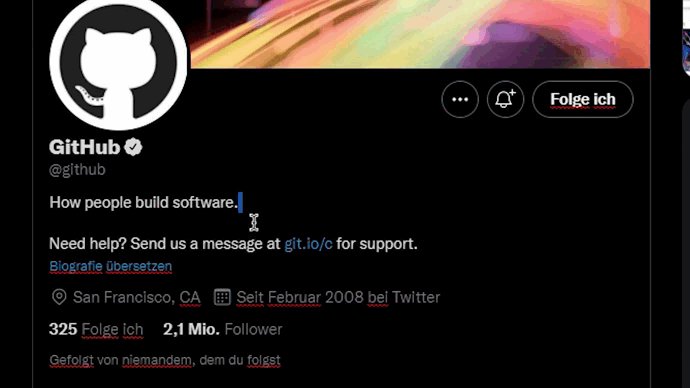 Folge ich
GitHub
@github
How people build software.
Need help? Send us a message at git.io/c for support.
Biografie übersetzen
San Francisco, CA Seit Februar 2008 bei Twitter
325 Folge ich 2,1 Mio. Follower
Gefolgt von niemandem, dem du folgst